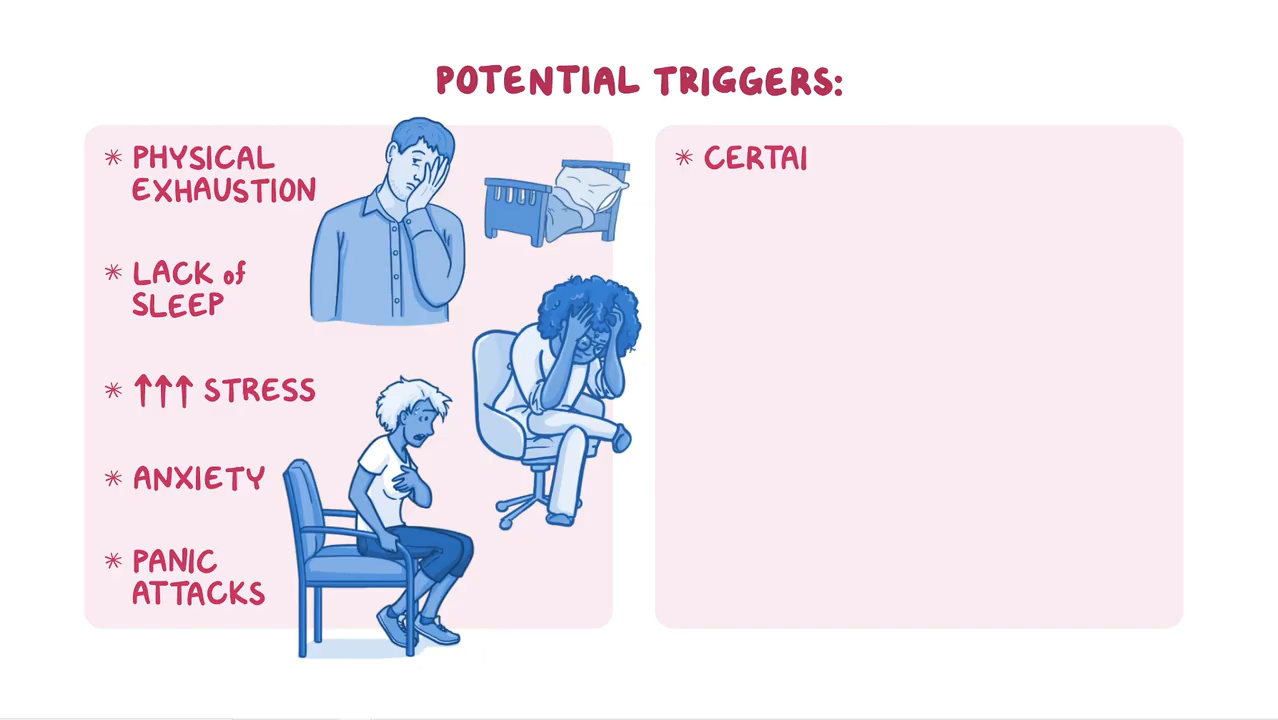 POTENTIAL TRIGGERS:
* PHYSICAL
EXHAUSTION
* LACK of
SLEEP
* ↑↑↑ STRESS
* ANXIETY
* PANIC
ATTACKS
* CERTAI